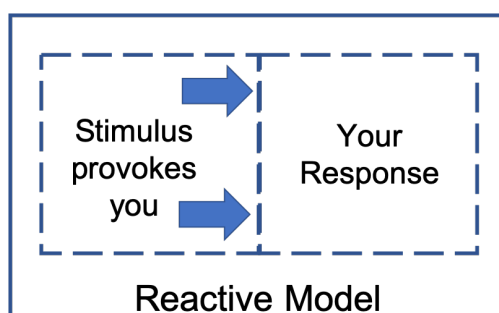 Stimulus
provokes
you
Your
Response
Reactive Model